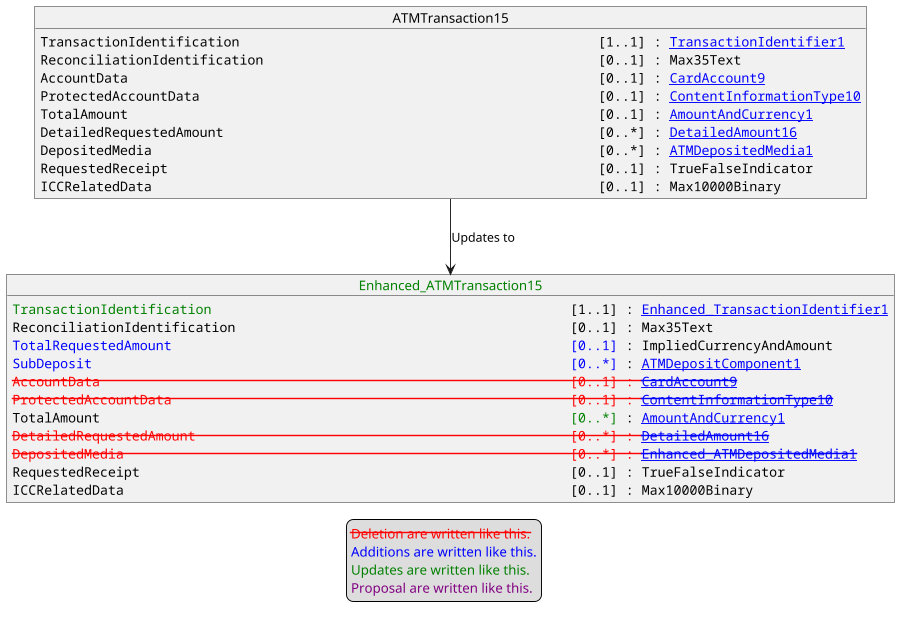 ATMTransaction15
TransactionIdentification [1..1] : TransactionIdentifier1
ReconciliationIdentification [0..1] : Max35Text
AccountData [0..1] : CardAccount9
ProtectedAccountData [0..1] : ContentInformationType10
TotalAmount [0..1] : AmountAndCurrency1
DetailedRequestedAmount [0..*] : DetailedAmount16
DepositedMedia [0..*] : ATMDepositedMedia1
RequestedReceipt [0..1] : TrueFalseIndicator
ICCRelatedData [0..1] : Max10000Binary
Updates to
Enhanced_ATMTransaction15
TransactionIdentification [1..1] : Enhanced_TransactionIdentifier1
ReconciliationIdentification [0..1] : Max35Text
TotalRequestedAmount [0..1] : ImpliedCurrencyAndAmount
SubDeposit [0..*] : ATMDepositComponent1
AccountData [0..1] : CardAccount9
ProtectedAccountData [0..1] : ContentInformationType10
TotalAmount [0..*] : AmountAndCurrency1
DetailedRequestedAmount [0..*] : DetailedAmount16
DepositedMedia [0..*] : Enhanced_ATMDepositedMedia1
RequestedReceipt [0..1] : TrueFalseIndicator
ICCRelatedData [0..1] : Max10000Binary
Deletion are written like this.
Additions are written like this.
Updates are written like this.
Proposal are written like this.